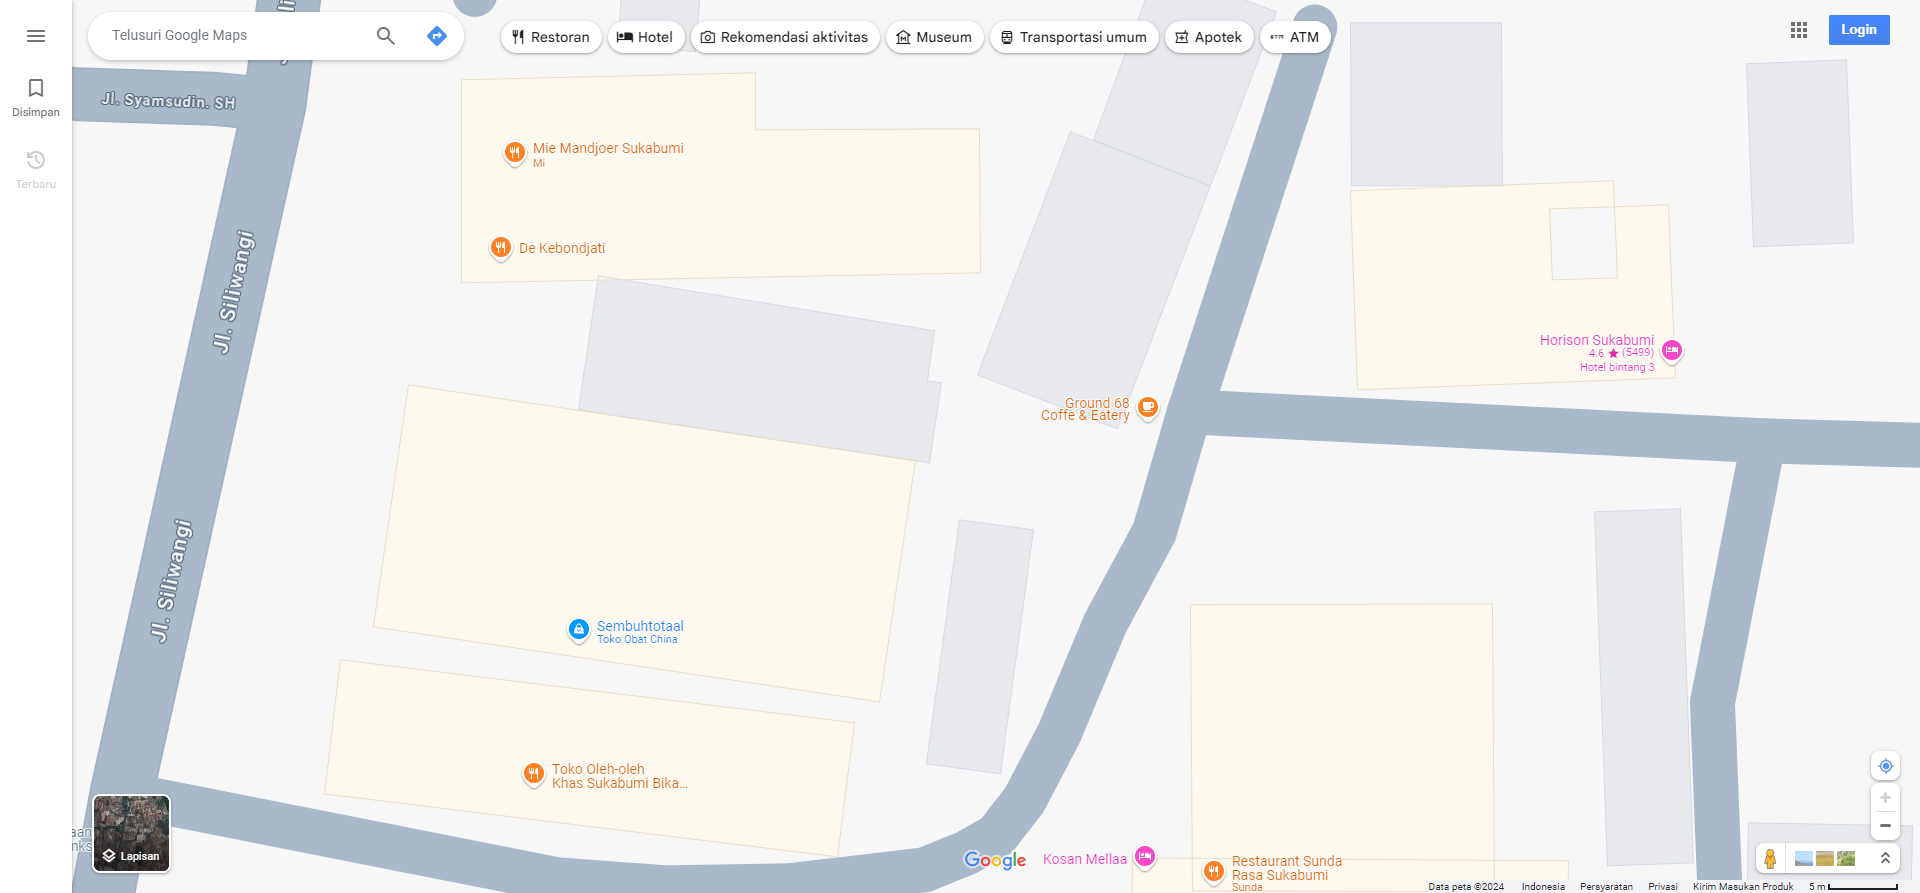 Telusuri Google Maps
Restoran
Hotel
Rekomendasi aktivitas
Museum
Transportasi umum
Apotek
ATM
ATM
Login
Disimpan
Terbaru
Jl. Syamsudin. SH
Mie Mandjoer Sukabumi
Mi
De Kebondjati
Jl. Siliwangi
Horison Sukabumi
4.6 ★ (5499)
Hotel bintang 3
Ground 68
Coffe & Eatery
Jl. Siliwangi
Sembuhtotaal
Toko Obat China
Toko Oleh-oleh
Khas Sukabumi Bika...
Lapisan
Google
Kosan Mellaa
Restaurant Sunda
Rasa Sukabumi
Sunda
Data peta ©2024
Indonesia
Persyaratan
Privasi
Kirim Masukan Produk
5 m